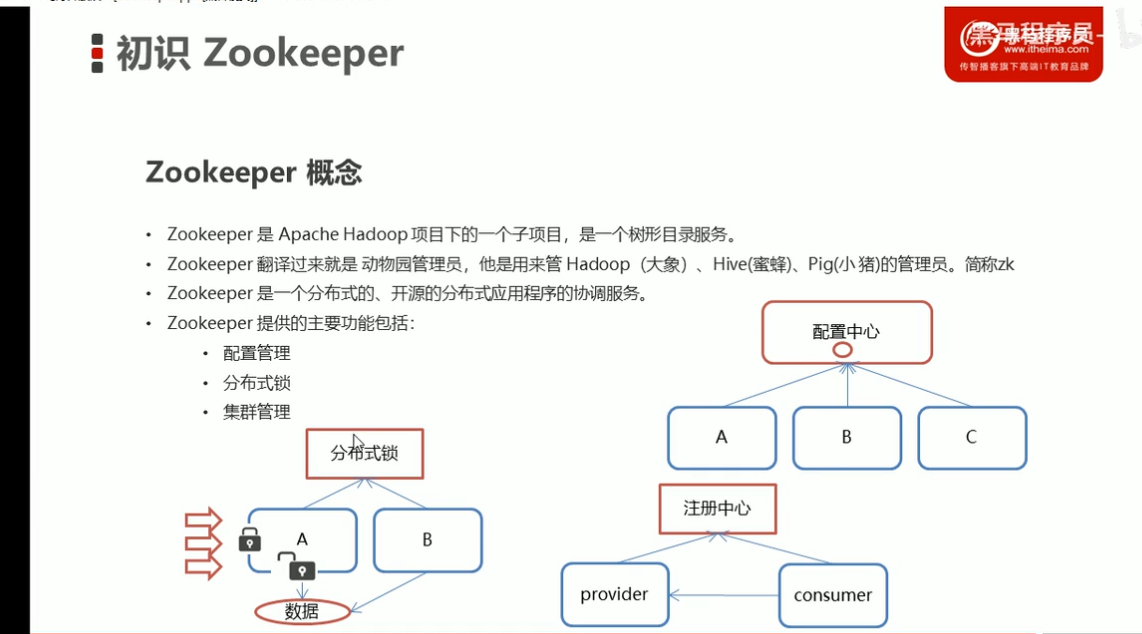 初识 Zookeeper
黑马程序员
www.itheima.com
传智播客旗下高端IT教育品牌
Zookeeper 概念
• Zookeeper 是 Apache Hadoop 项目下的一个子项目，是一个树形目录服务。
• Zookeeper 翻译过来就是 动物园管理员，他是用来管 Hadoop（大象）、Hive(蜜蜂)、Pig(小 猪)的管理员。简称zk
• Zookeeper 是一个分布式的、开源的分布式应用程序的协调服务。
• Zookeeper 提供的主要功能包括：
• 配置管理
• 分布式锁
• 集群管理
配置中心
A
B
C
分布式锁
A
B
数据
注册中心
provider
consumer